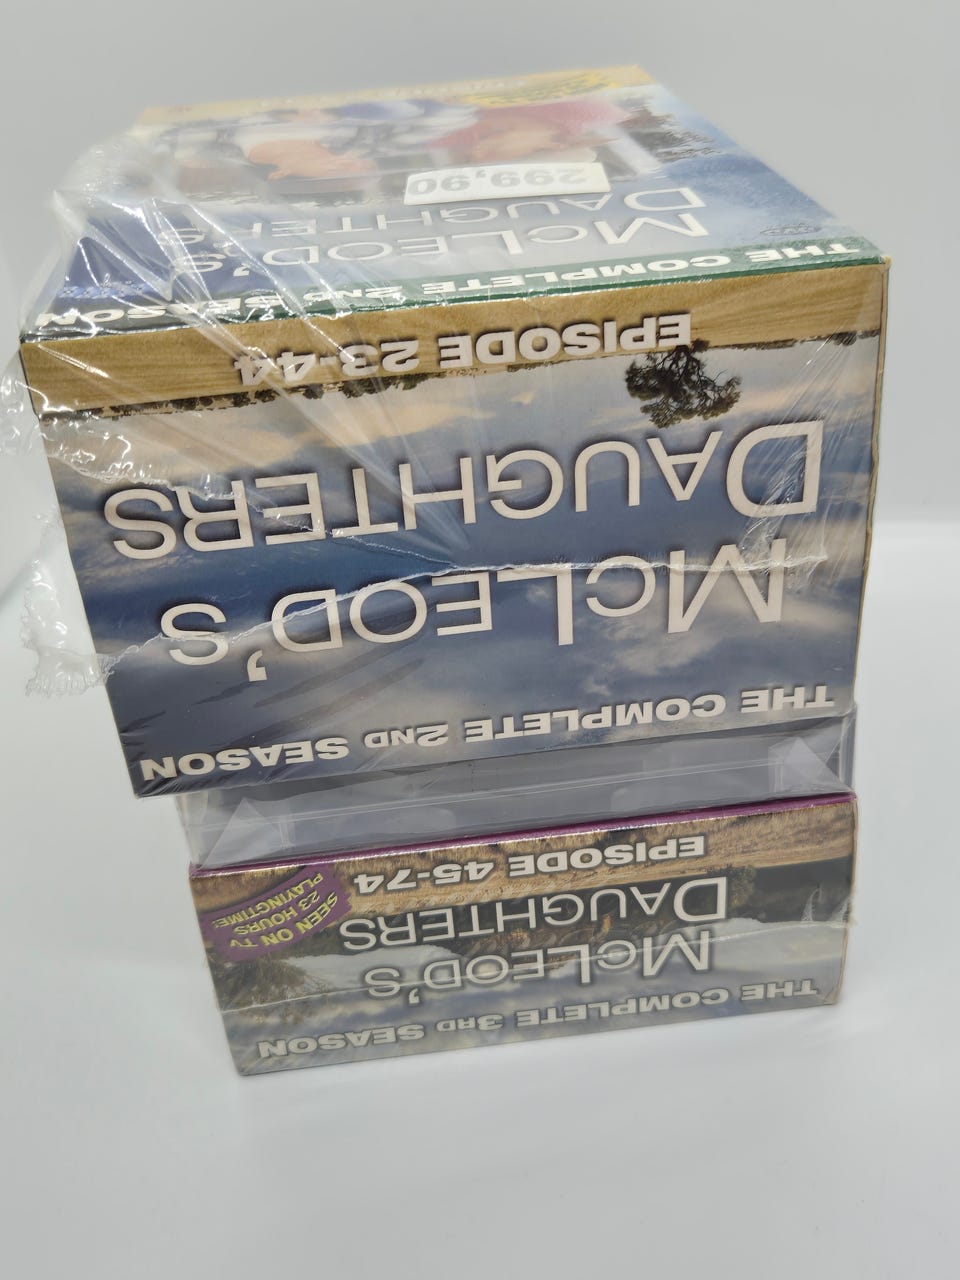 299,90
McLeod's
Daughters
THE COMPLETE 2ND SEASON
THE COMPLETE 2ND SEASON
McLeod's
Daughters
EPISODE 23-44
THE COMPLETE 3RD SEASON
McLeod's
Daughters
EPISODE 45-74
SEEN ON TV
23 HOURS
PLAYINGTIME: